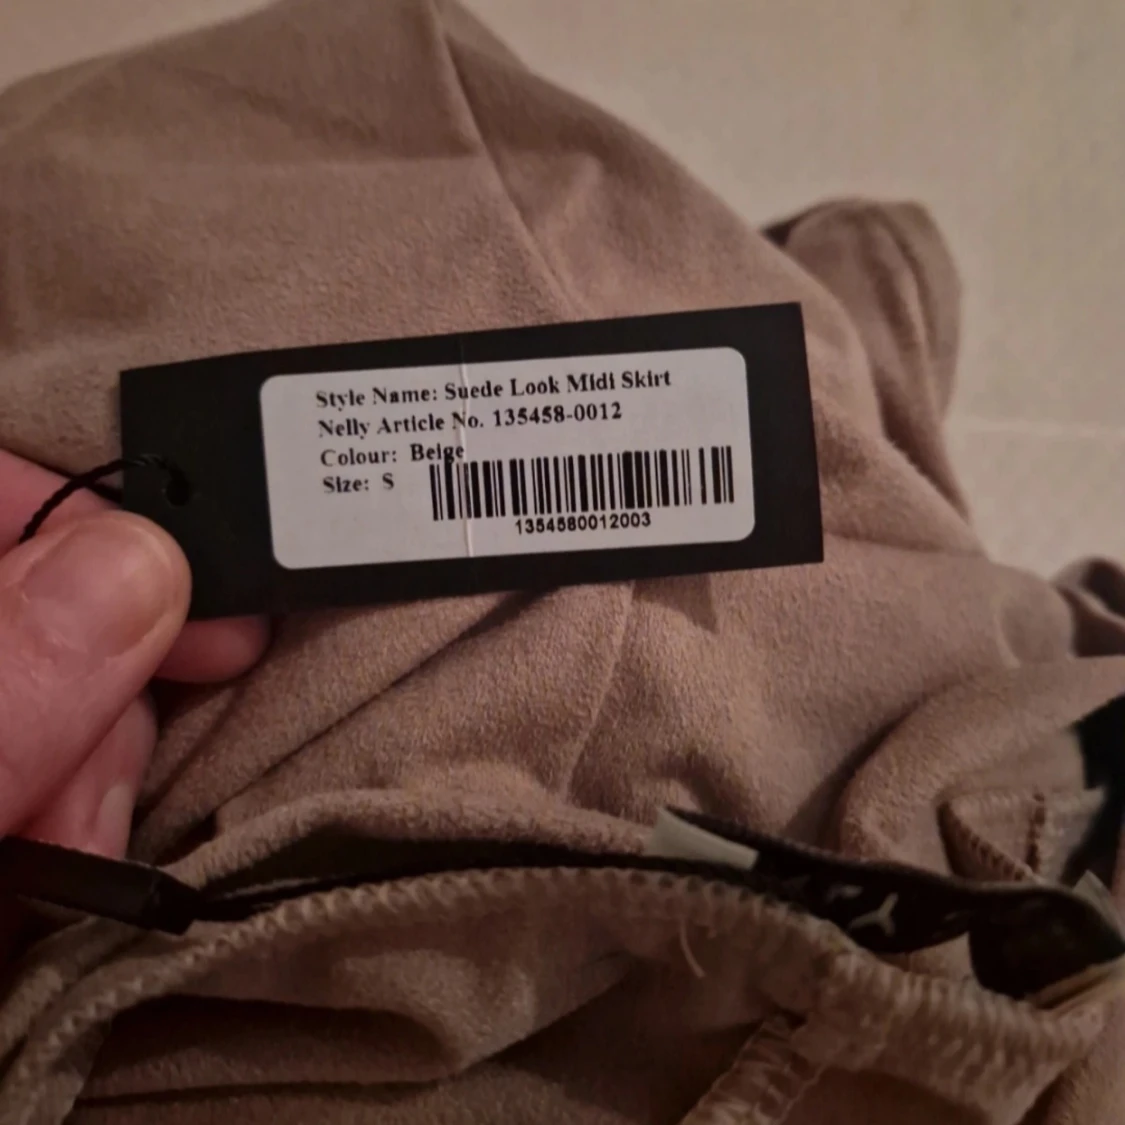 Style Name: Suede Look Midi Skirt
Nelly Article No. 135458-0012
Colour: Beige
Size: S
1354580012003